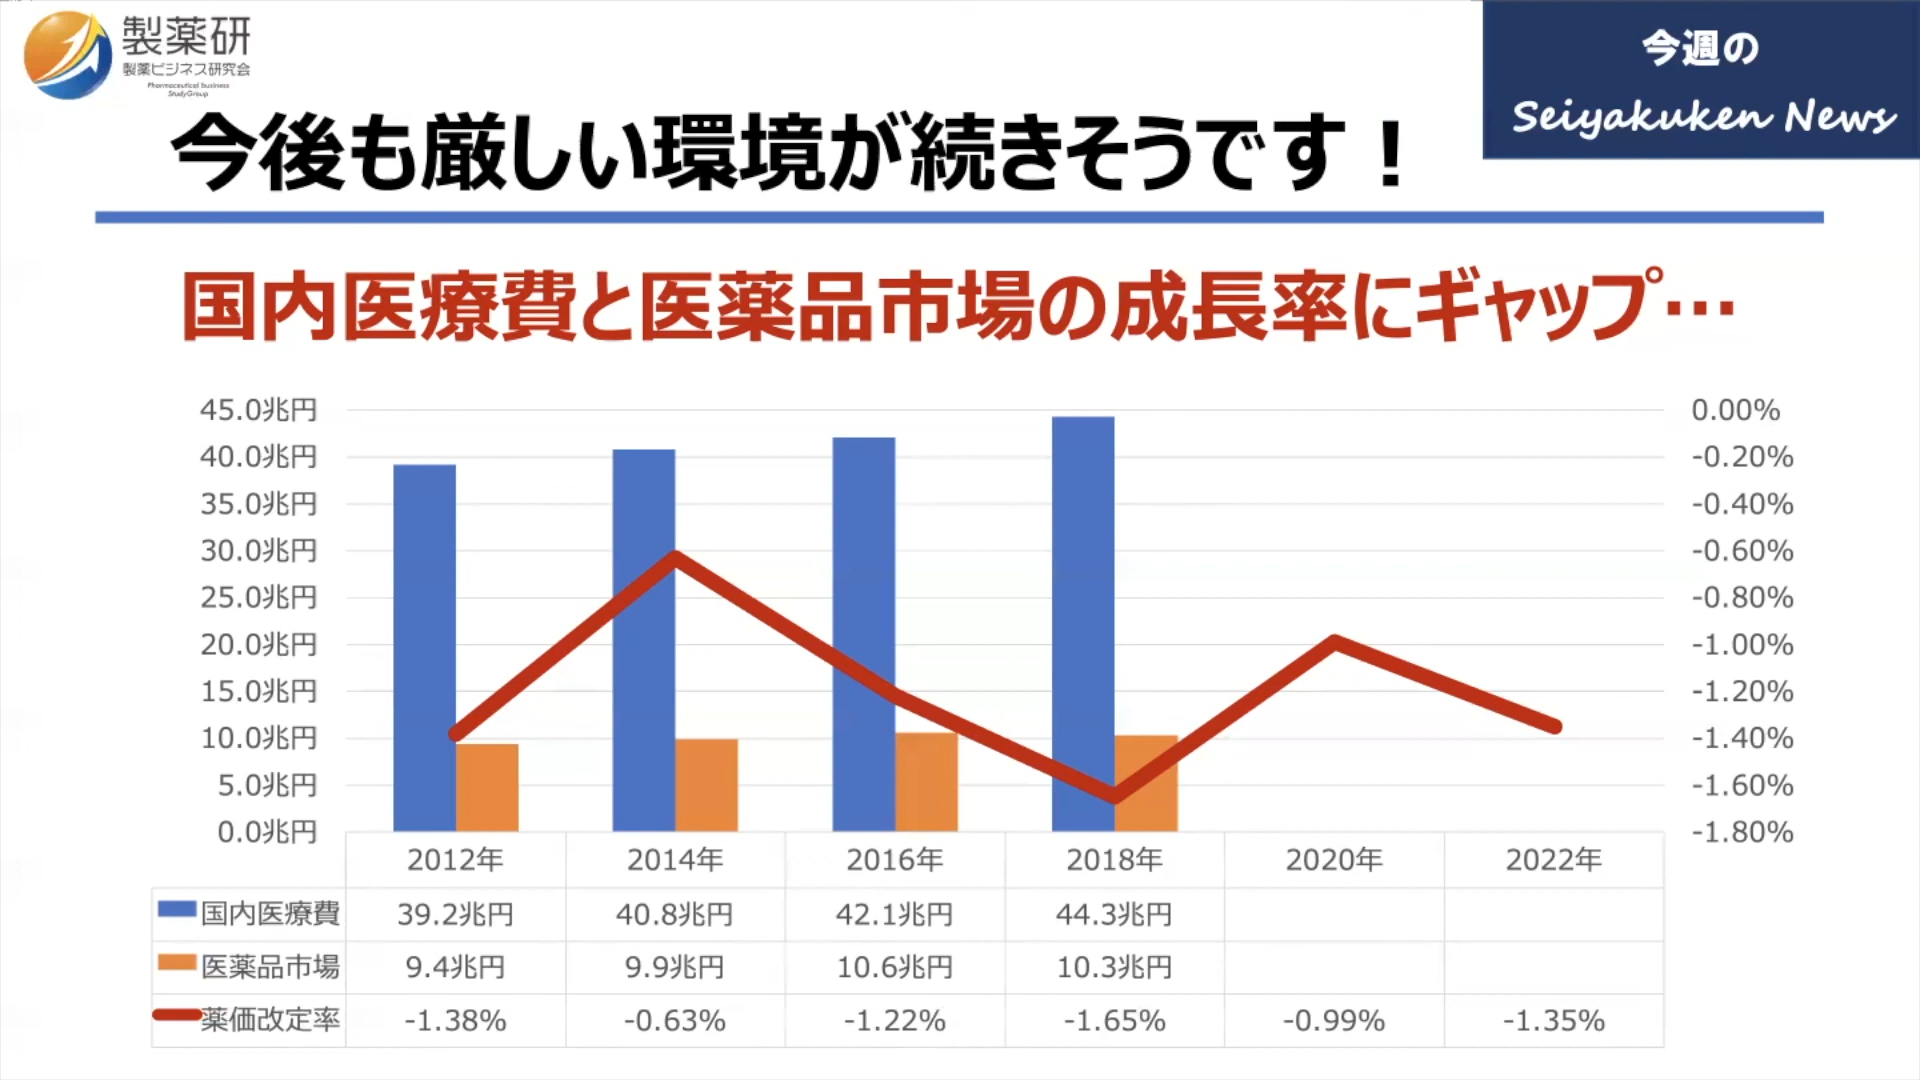 製薬研
製薬ビジネス研究会
Pharmaceutical business
StudyGroup
今週の
Seiyakuken News
今後も厳しい環境が続きそうです！
国内医療費と医薬品市場の成長率にギャップ…
45.0兆円 0.00%
40.0兆円 -0.20%
35.0兆円 -0.40%
30.0兆円 -0.60%
25.0兆円 -0.80%
20.0兆円 -1.00%
15.0兆円 -1.20%
10.0兆円 -1.40%
5.0兆円 -1.60%
0.0兆円 -1.80%
2012年 2014年 2016年 2018年 2020年 2022年
国内医療費 39.2兆円 40.8兆円 42.1兆円 44.3兆円
医薬品市場 9.4兆円 9.9兆円 10.6兆円 10.3兆円
薬価改定率 -1.38% -0.63% -1.22% -1.65% -0.99% -1.35%